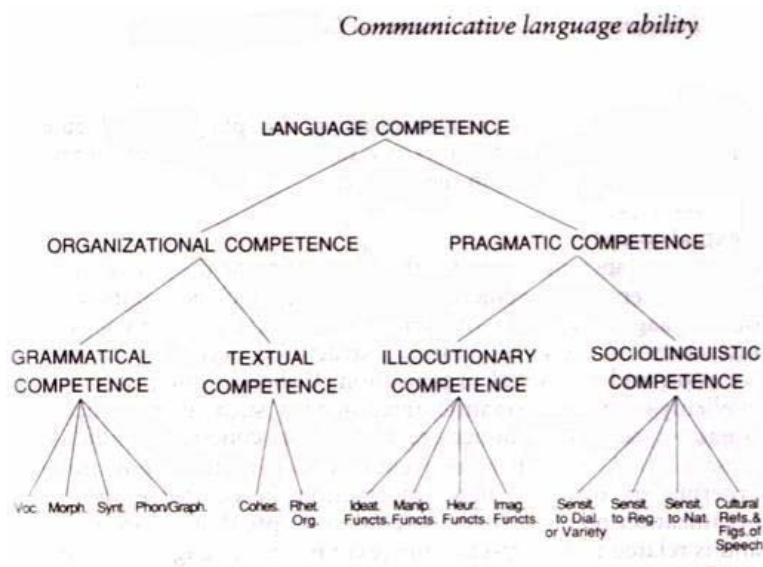 Communicative language ability
LANGUAGE COMPETENCE
ORGANIZATIONAL COMPETENCE PRAGMATIC COMPETENCE
GRAMMATICAL TEXTUAL ILLOCUTIONARY SOCIOLINGUISTIC
COMPETENCE COMPETENCE COMPETENCE COMPETENCE
Voc. Morph. Synt. Phon/Graph. Cohes. Rhet. Ideat. Manip. Heur. Imag. Sensit. Sensit. Sensit. Cultural
Org. Functs. Functs. Functs. Functs. to Dial. to Reg. to Nat. Refs.&
or Variety Figs.of
Speech